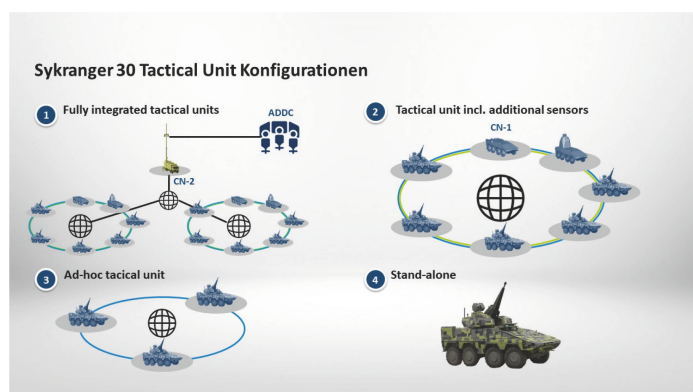 Sykranger 30 Tactical Unit Konfigurationen
1 Fully integrated tactical units
ADDC
CN-2
2 Tactical unit incl. additional sensors
CN-1
3 Ad-hoc tacical unit
4 Stand-alone